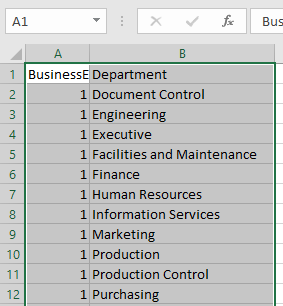 A1 fx Bus
A B
1 BusinessE Department
2 1 Document Control
3 1 Engineering
4 1 Executive
5 1 Facilities and Maintenance
6 1 Finance
7 1 Human Resources
8 1 Information Services
9 1 Marketing
10 1 Production
11 1 Production Control
12 1 Purchasing